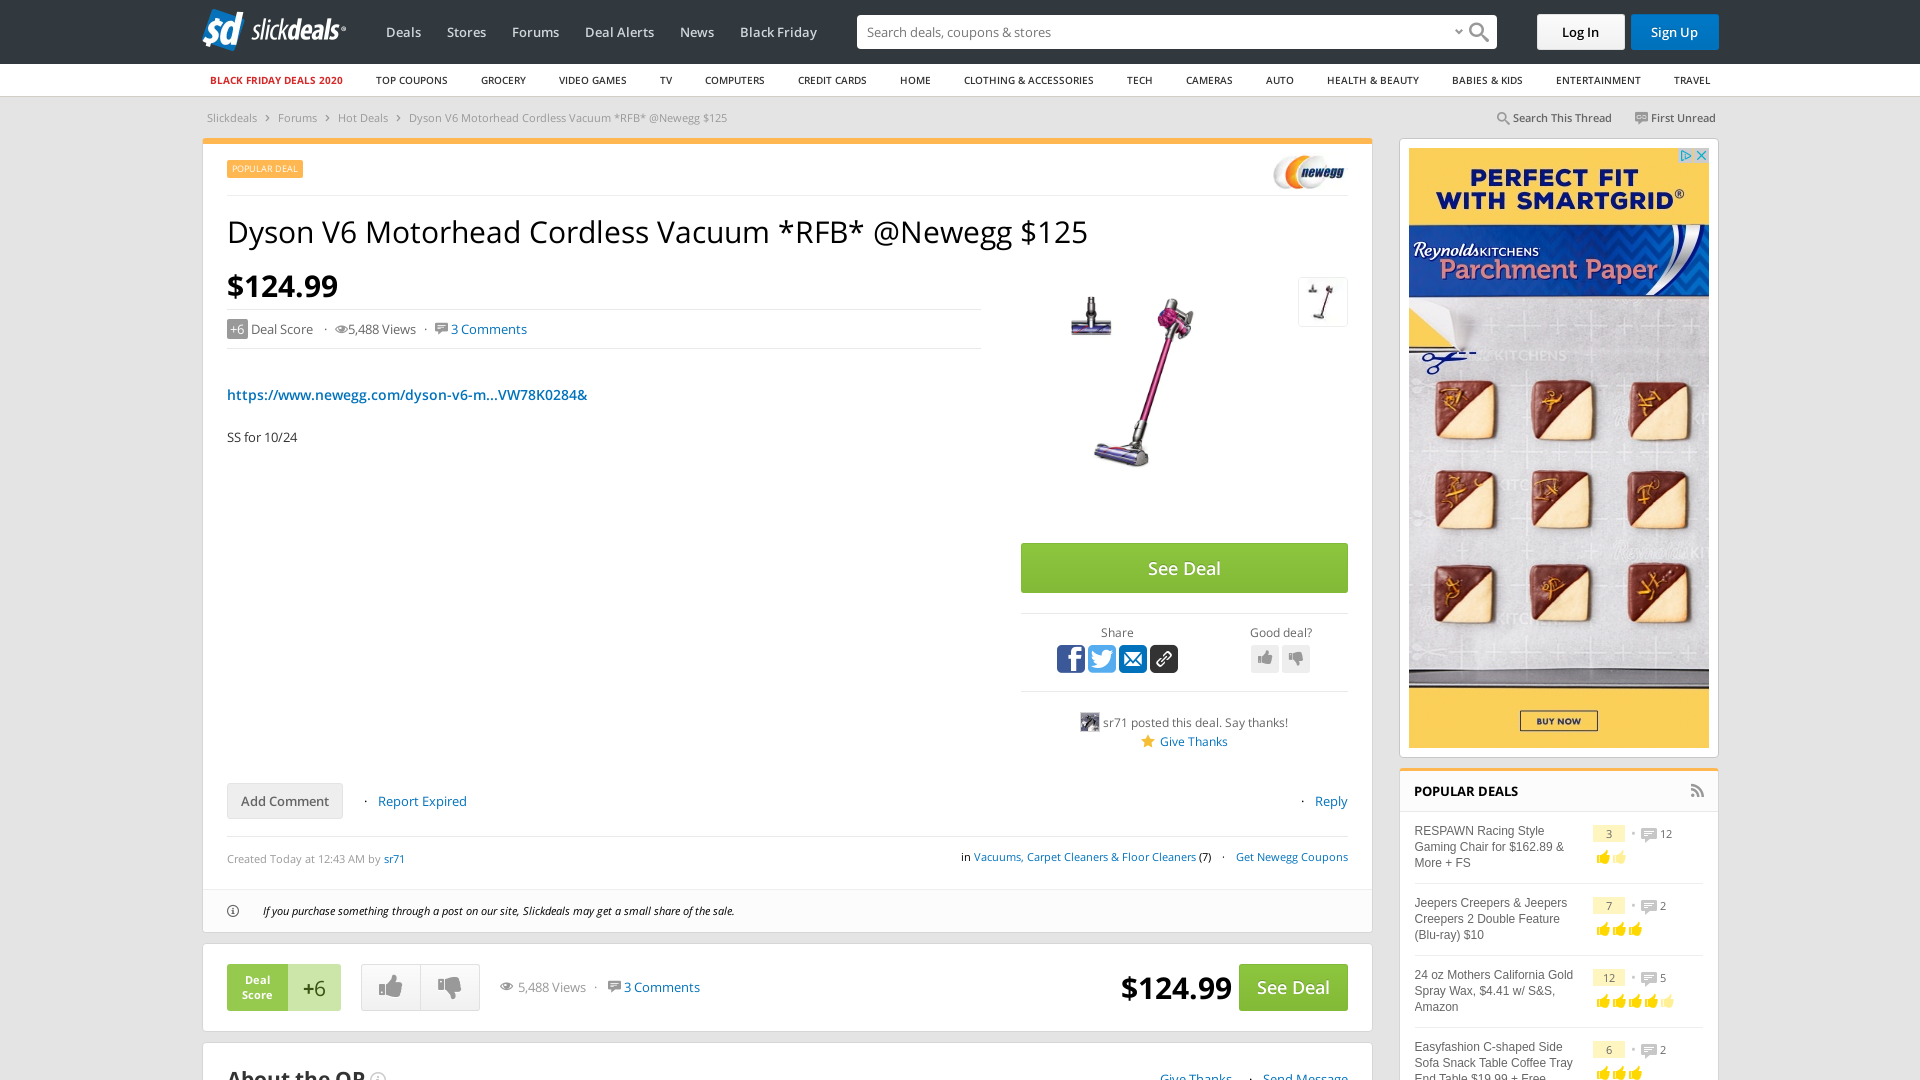 sd slickdeals
Deals
Stores
Forums
Deal Alerts
News
Black Friday
Search deals, coupons & stores
Log In
Sign Up
BLACK FRIDAY DEALS 2020
TOP COUPONS
GROCERY
VIDEO GAMES
TV
COMPUTERS
CREDIT CARDS
HOME
CLOTHING & ACCESSORIES
TECH
CAMERAS
AUTO
HEALTH & BEAUTY
BABIES & KIDS
ENTERTAINMENT
TRAVEL
Slickdeals › Forums › Hot Deals › Dyson V6 Motorhead Cordless Vacuum *RFB* @Newegg $125
Search This Thread
First Unread
POPULAR DEAL
newegg
Dyson V6 Motorhead Cordless Vacuum *RFB* @Newegg $125
$124.99
+6 Deal Score · 5,488 Views · 3 Comments
https://www.newegg.com/dyson-v6-m...VW78K0284&
SS for 10/24
See Deal
Share
Good deal?
sr71 posted this deal. Say thanks!
Give Thanks
Add Comment
· Report Expired
· Reply
Created Today at 12:43 AM by sr71
in Vacuums, Carpet Cleaners & Floor Cleaners (7) · Get Newegg Coupons
If you purchase something through a post on our site, Slickdeals may get a small share of the sale.
Deal
Score
+6
5,488 Views · 3 Comments
$124.99
See Deal
About the OP
Give Thanks · Send Message
PERFECT FIT
WITH SMARTGRID®
Reynolds KITCHENS
Parchment Paper
KITCHENS
BUY NOW
POPULAR DEALS
RESPAWN Racing Style
Gaming Chair for $162.89 &
More + FS
3 • 12
Jeepers Creepers & Jeepers
Creepers 2 Double Feature
(Blu-ray) $10
7 • 2
24 oz Mothers California Gold
Spray Wax, $4.41 w/ S&S,
Amazon
12 • 5
Easyfashion C-shaped Side
Sofa Snack Table Coffee Tray
End Table $19.99 + Free
6 • 2